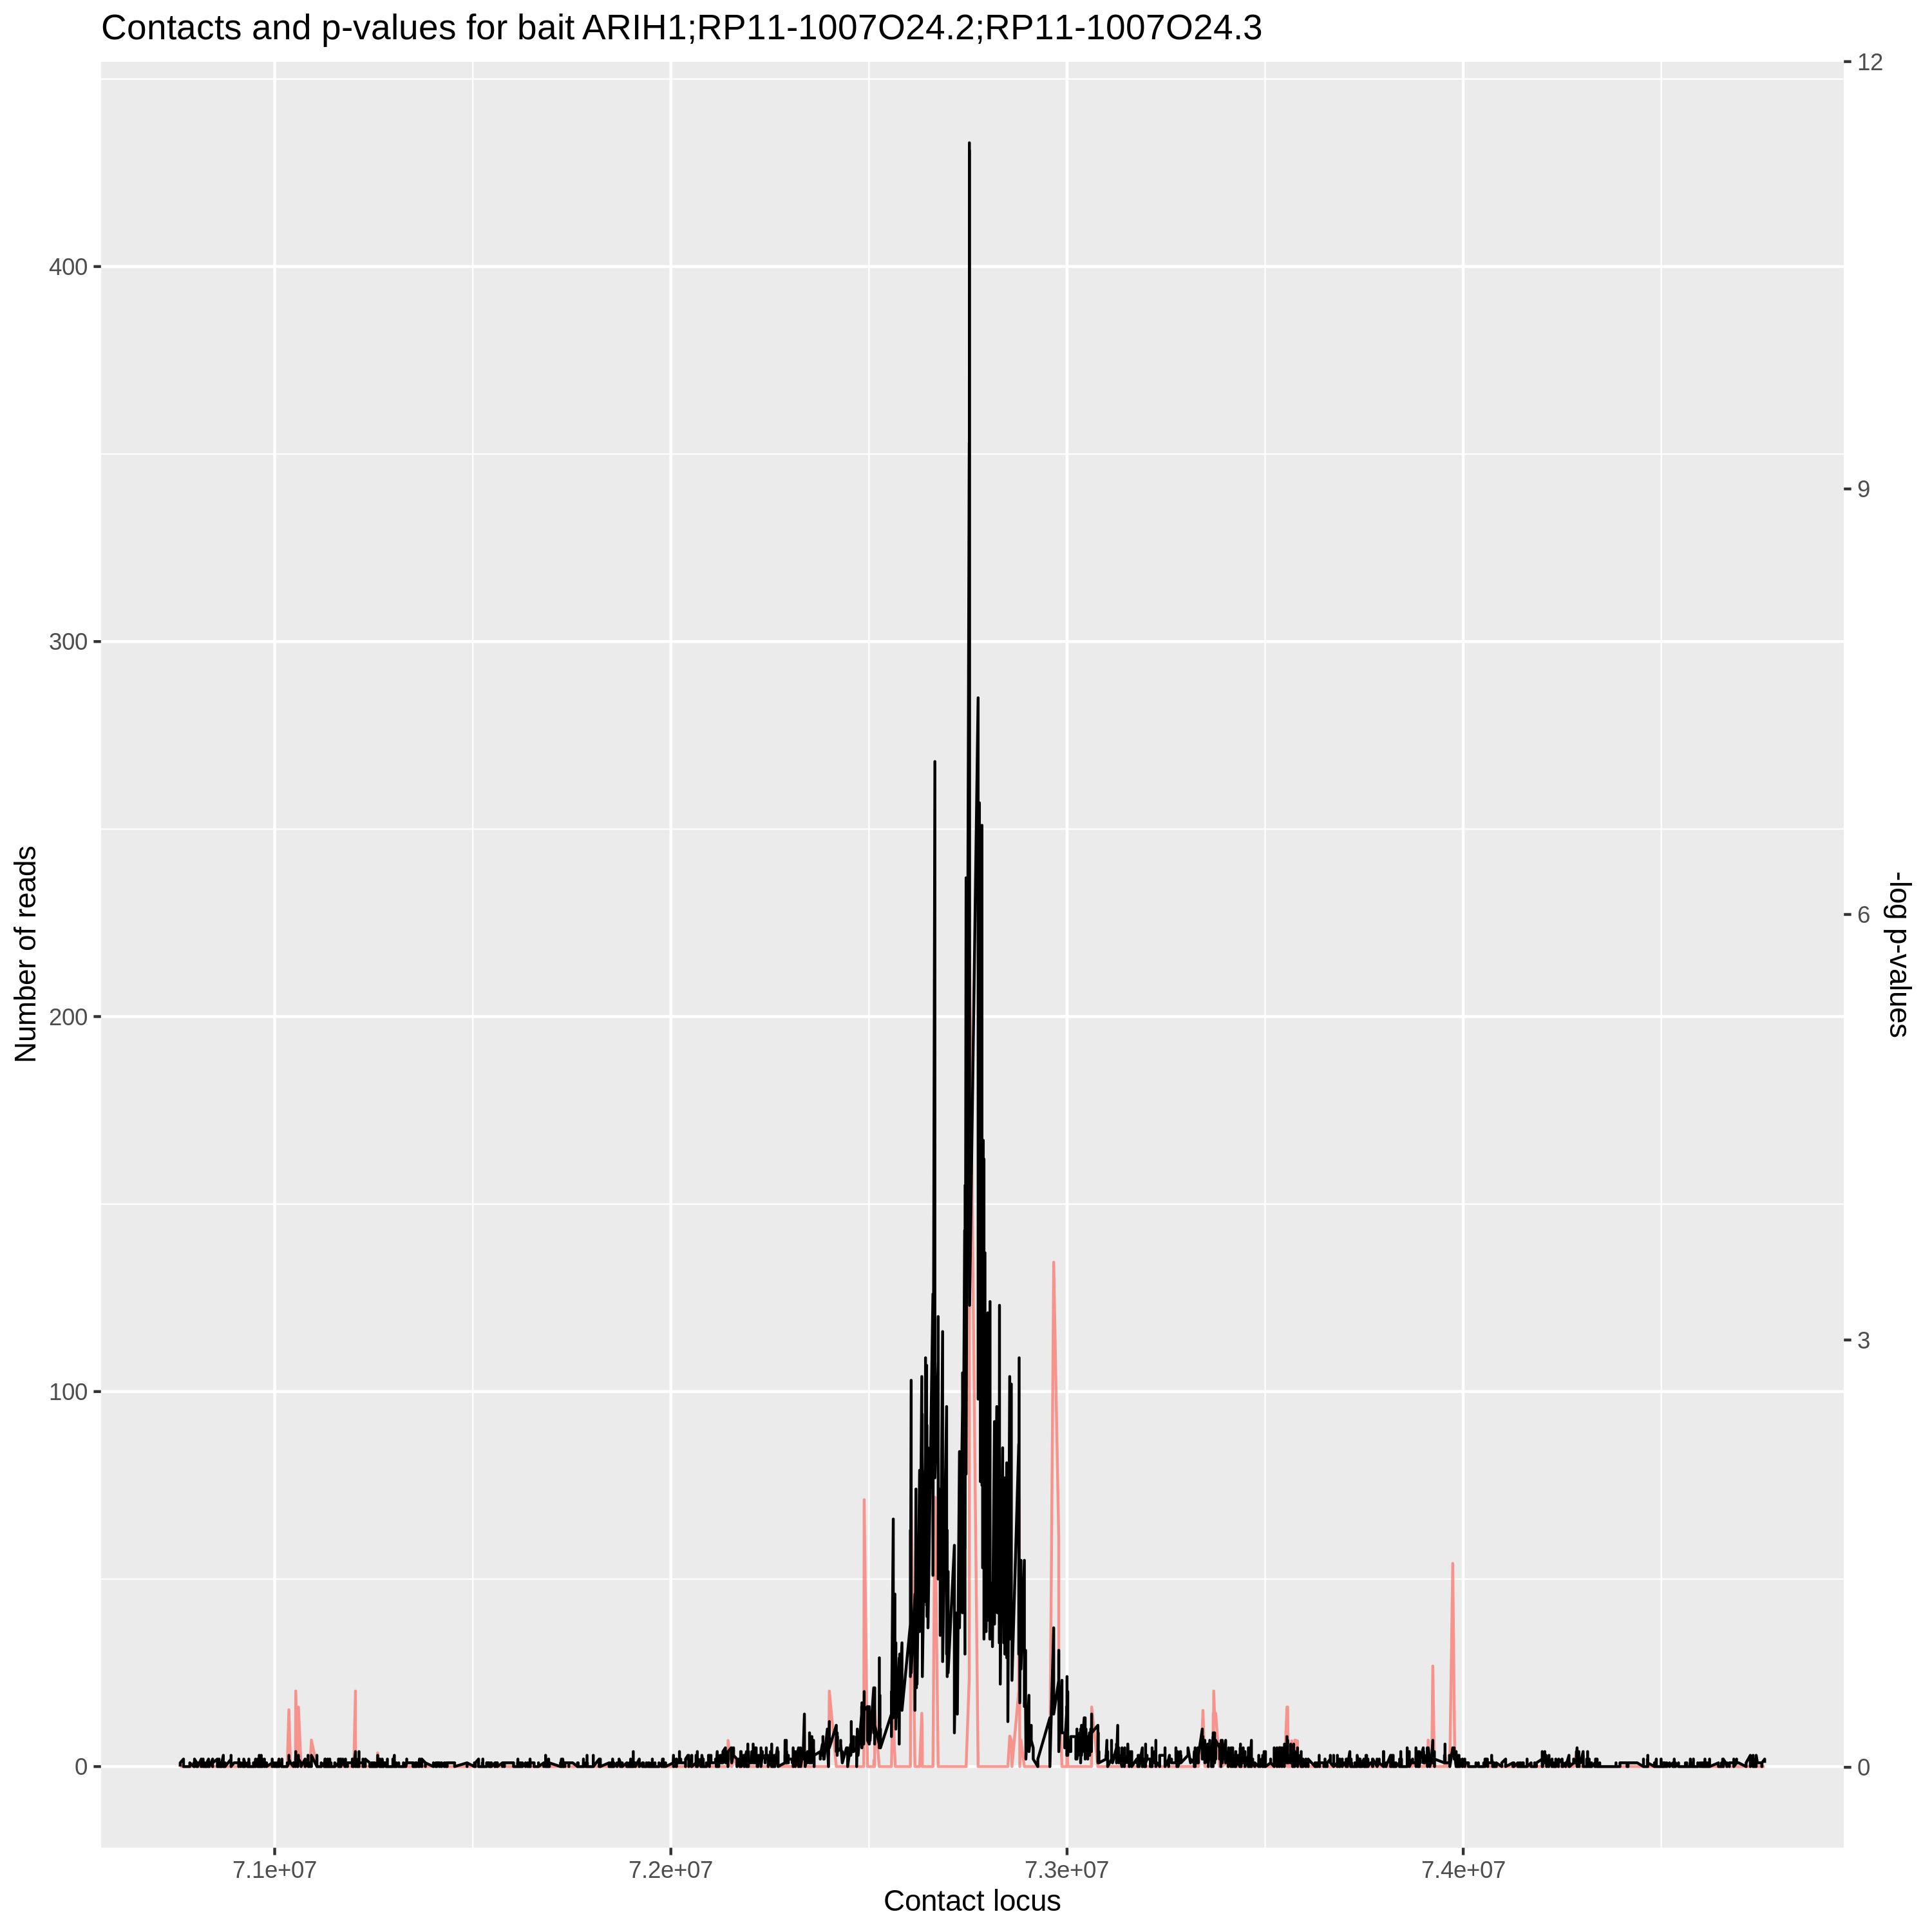 Contacts and p-values for bait ARIH1;RP11-1007O24.2;RP11-1007O24.3
12
400
9
300
Number of reads
6
-log p-values
200
3
100
0
0
7.1e+07
7.2e+07
7.3e+07
7.4e+07
Contact locus